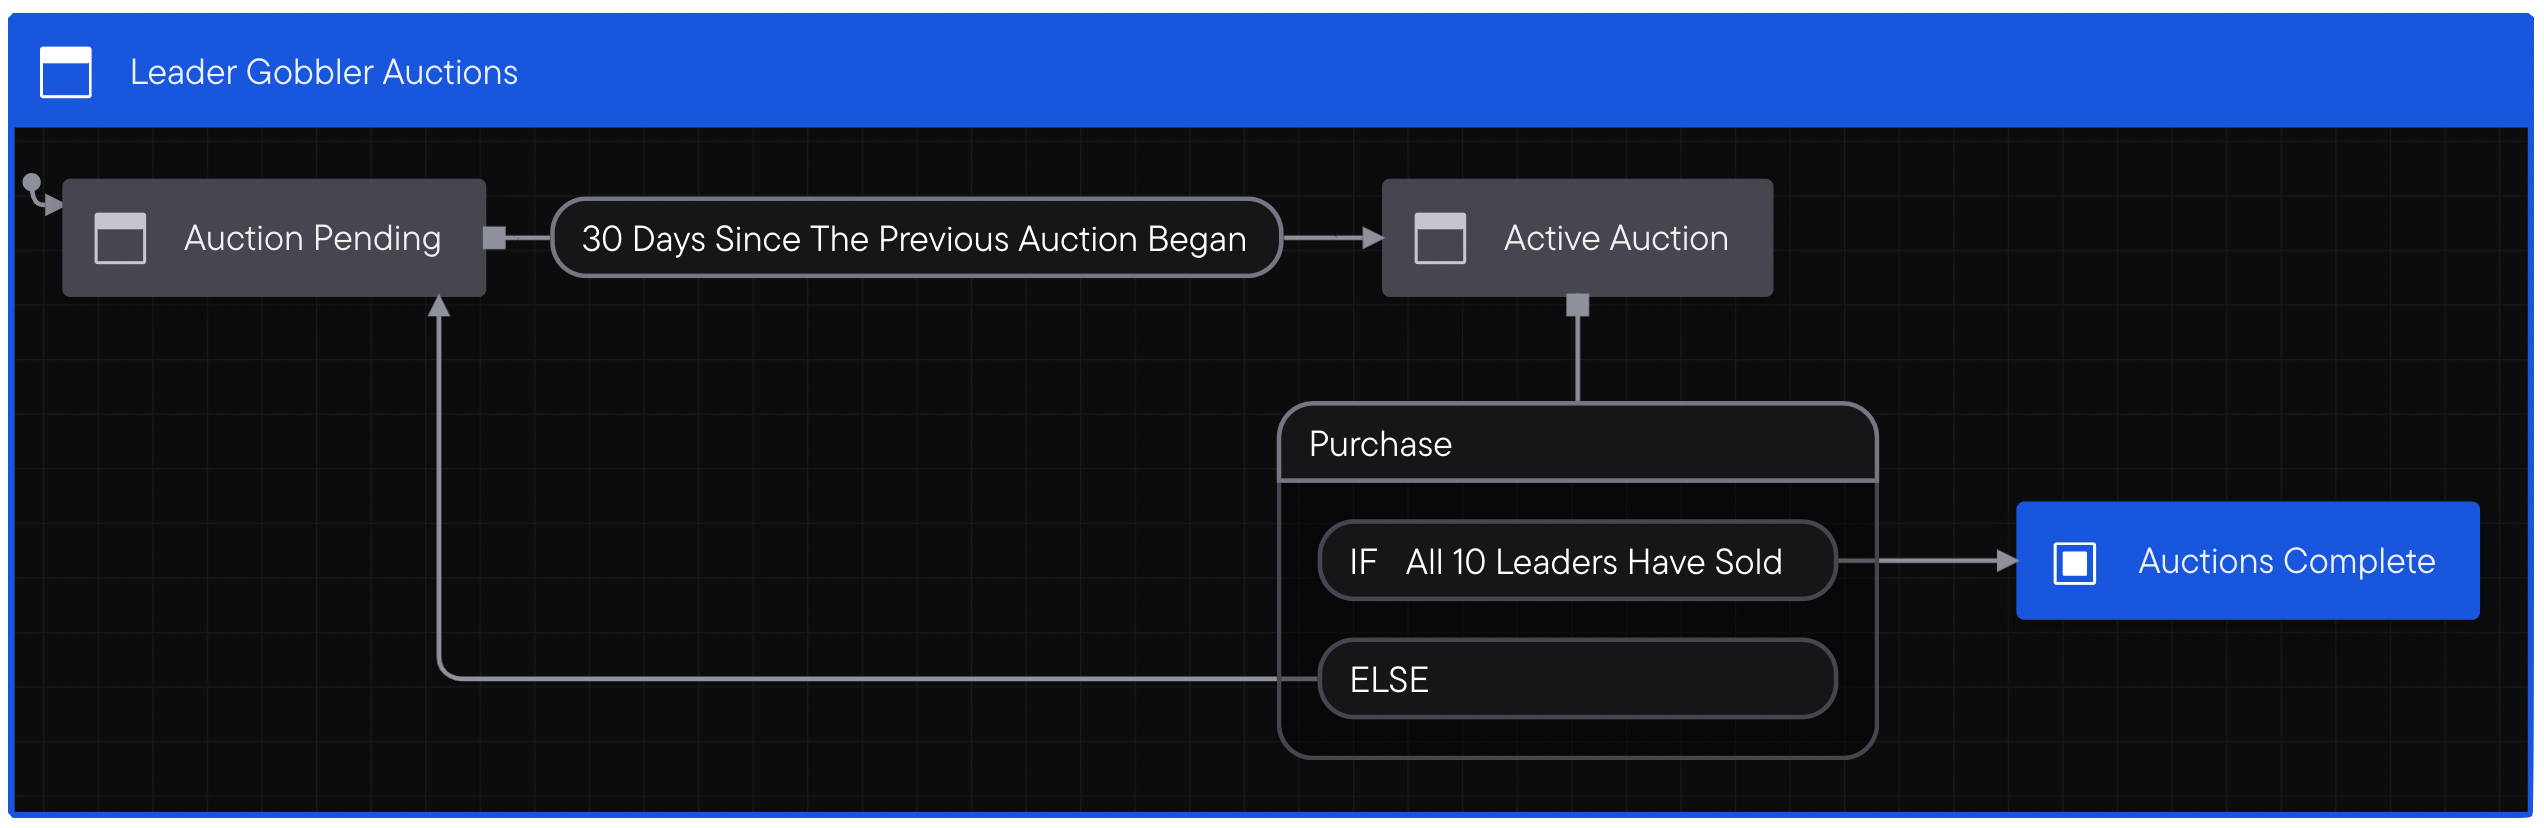 Leader Gobbler Auctions
Auction Pending
30 Days Since The Previous Auction Began
Active Auction
Purchase
IF All 10 Leaders Have Sold
Auctions Complete
ELSE